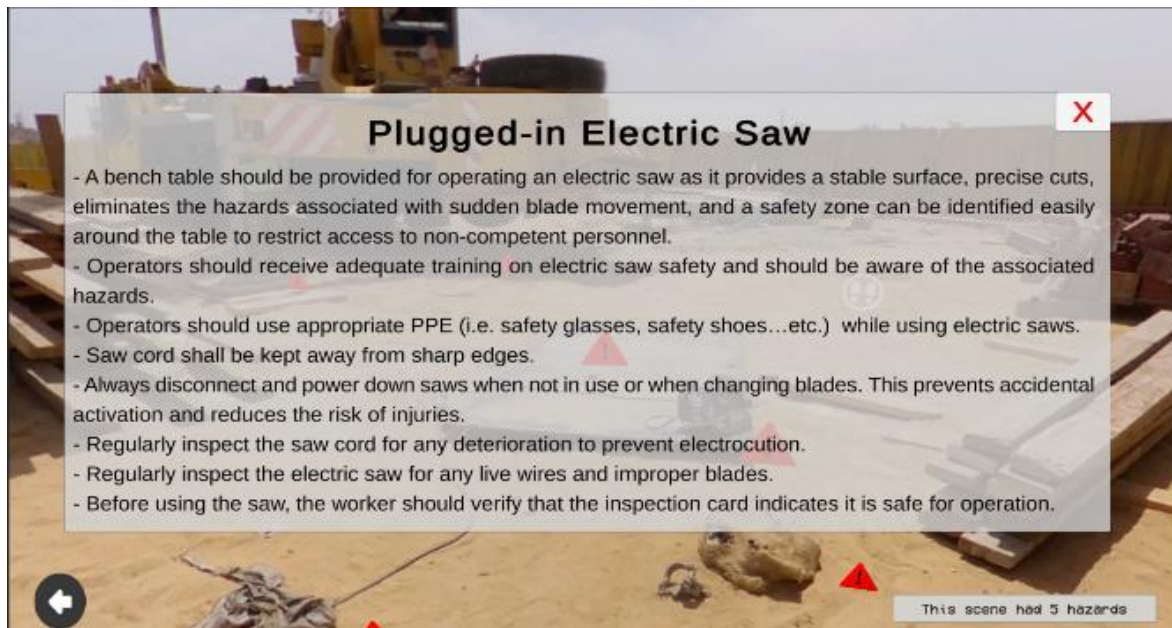 X
Plugged-in Electric Saw
- A bench table should be provided for operating an electric saw as it provides a stable surface, precise cuts,
eliminates the hazards associated with sudden blade movement, and a safety zone can be identified easily
around the table to restrict access to non-competent personnel.
- Operators should receive adequate training on electric saw safety and should be aware of the associated
hazards.
- Operators should use appropriate PPE (i.e. safety glasses, safety shoes...etc.)  while using electric saws.
- Saw cord shall be kept away from sharp edges.
- Always disconnect and power down saws when not in use or when changing blades. This prevents accidental
activation and reduces the risk of injuries.
- Regularly inspect the saw cord for any deterioration to prevent electrocution.
- Regularly inspect the electric saw for any live wires and improper blades.
- Before using the saw, the worker should verify that the inspection card indicates it is safe for operation.
This scene had 5 hazards